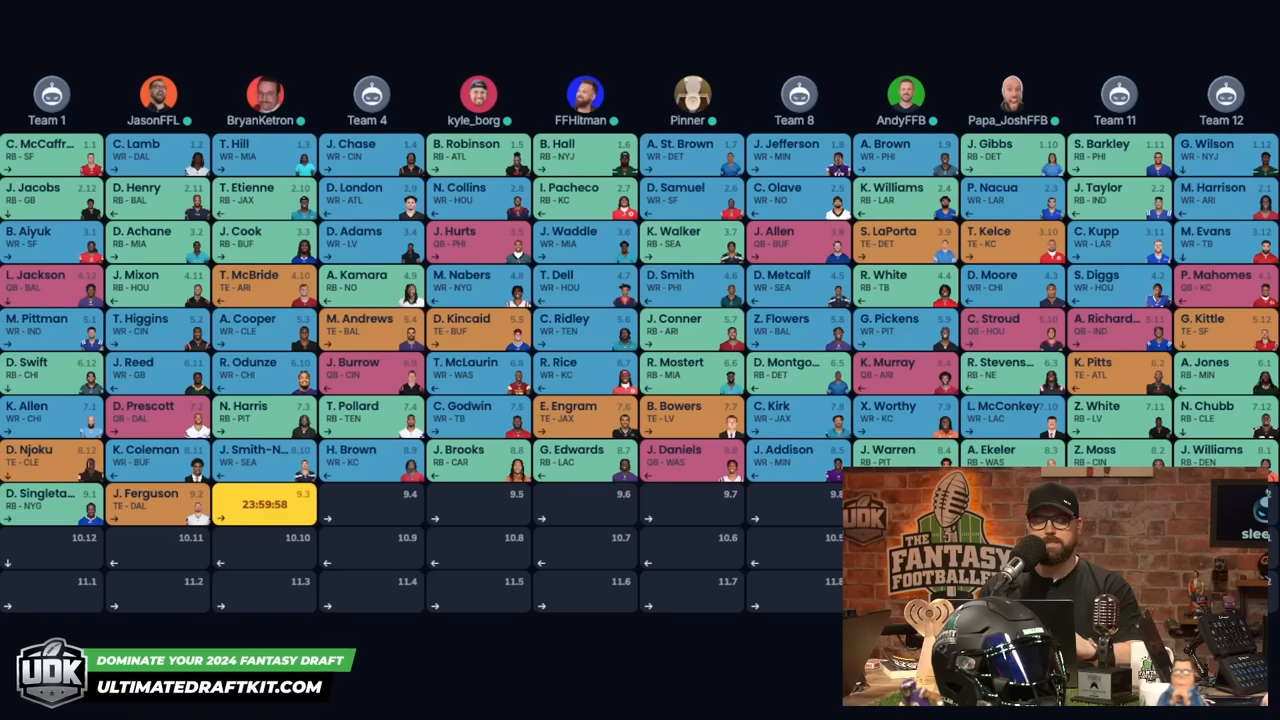 Team 1
JasonFFL
BryanKetron
Team 4
kyle_borg
FFHitman
Pinner
Team 8
AndyFFB
Papa_JoshFFB
Team 11
Team 12
C. McCaffr... 1.1
RB - SF
C. Lamb 1.2
WR - DAL
T. Hill 1.3
WR - MIA
J. Chase 1.4
WR - CIN
B. Robinson 1.5
RB - ATL
B. Hall 1.6
RB - NYJ
A. St. Brown 1.7
WR - DET
J. Jefferson 1.8
WR - MIN
A. Brown 1.9
WR - PHI
J. Gibbs 1.10
RB - DET
S. Barkley 1.11
RB - PHI
G. Wilson 1.12
WR - NYJ
J. Jacobs 2.12
RB - GB
D. Henry 2.11
RB - BAL
T. Etienne 2.10
RB - JAX
D. London 2.9
WR - ATL
N. Collins 2.8
WR - HOU
I. Pacheco 2.7
RB - KC
D. Samuel 2.6
WR - SF
C. Olave 2.5
WR - NO
K. Williams 2.4
RB - LAR
P. Nacua 2.3
WR - LAR
J. Taylor 2.2
RB - IND
M. Harrison 2.1
WR - ARI
B. Aiyuk 3.1
WR - SF
D. Achane 3.2
RB - MIA
J. Cook 3.3
RB - BUF
D. Adams 3.4
WR - LV
J. Hurts 3.5
QB - PHI
J. Waddle 3.6
WR - MIA
K. Walker 3.7
RB - SEA
J. Allen 3.8
QB - BUF
S. LaPorta 3.9
TE - DET
T. Kelce 3.10
TE - KC
C. Kupp 3.11
WR - LAR
M. Evans 3.12
WR - TB
L. Jackson 4.12
QB - BAL
J. Mixon 4.11
RB - HOU
T. McBride 4.10
TE - ARI
A. Kamara 4.9
RB - NO
M. Nabers 4.8
WR - NYG
T. Dell 4.7
WR - HOU
D. Smith 4.6
WR - PHI
D. Metcalf 4.5
WR - SEA
R. White 4.4
RB - TB
D. Moore 4.3
WR - CHI
S. Diggs 4.2
WR - HOU
P. Mahomes 4.1
QB - KC
M. Pittman 5.1
WR - IND
T. Higgins 5.2
WR - CIN
A. Cooper 5.3
WR - CLE
M. Andrews 5.4
TE - BAL
D. Kincaid 5.5
TE - BUF
C. Ridley 5.6
WR - TEN
J. Conner 5.7
RB - ARI
Z. Flowers 5.8
WR - BAL
G. Pickens 5.9
WR - PIT
C. Stroud 5.10
QB - HOU
A. Richard... 5.11
QB - IND
G. Kittle 5.12
TE - SF
D. Swift 6.12
RB - CHI
J. Reed 6.11
WR - GB
R. Odunze 6.10
WR - CHI
J. Burrow 6.9
QB - CIN
T. McLaurin 6.8
WR - WAS
R. Rice 6.7
WR - KC
R. Mostert 6.6
RB - MIA
D. Montgo... 6.5
RB - DET
K. Murray 6.4
QB - ARI
R. Stevens... 6.3
RB - NE
K. Pitts 6.2
TE - ATL
A. Jones 6.1
RB - MIN
K. Allen 7.1
WR - CHI
D. Prescott 7.2
QB - DAL
N. Harris 7.3
RB - PIT
T. Pollard 7.4
RB - TEN
C. Godwin 7.5
WR - TB
E. Engram 7.6
TE - JAX
B. Bowers 7.7
TE - LV
C. Kirk 7.8
WR - JAX
X. Worthy 7.9
WR - KC
L. McConkey 7.10
WR - LAC
Z. White 7.11
RB - LV
N. Chubb 7.12
RB - CLE
D. Njoku 8.12
TE - CLE
K. Coleman 8.11
WR - BUF
J. Smith-N... 8.10
WR - SEA
H. Brown 8.9
WR - KC
J. Brooks 8.8
RB - CAR
G. Edwards 8.7
RB - LAC
J. Daniels 8.6
QB - WAS
J. Addison 8.5
WR - MIN
J. Warren 8.4
RB - PIT
A. Ekeler 8.3
RB - WAS
Z. Moss 8.2
RB - CIN
J. Williams 8.1
RB - DEN
D. Singleta... 9.1
RB - NYG
J. Ferguson 9.2
TE - DAL
9.3
23:59:58
9.4
9.5
9.6
9.7
9.8
10.12
10.11
10.10
10.9
10.8
10.7
10.6
10.5
11.1
11.2
11.3
11.4
11.5
11.6
11.7
11.8
UDK
THE
FANTASY
FOOTBALLE
slee
UDK
DOMINATE YOUR 2024 FANTASY DRAFT
ULTIMATEDRAFTKIT.COM